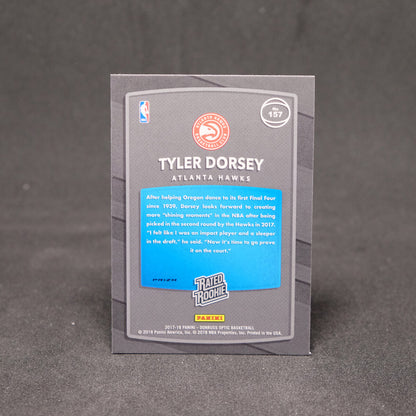 NBA
ATLANTA HAWKS
BASKETBALL CLUB
No.
157
TYLER DORSEY
ATLANTA HAWKS
After helping Oregon dance to its first Final Four
since 1939, Dorsey looks forward to creating
more "shining moments" in the NBA after being
picked in the second round by the Hawks in 2017.
"I felt like I was an impact player and a sleeper
in the draft," he said. "Now it's time to go prove
it on the court."
PRIZM
RATED
ROOKIE
PANINI
2017-18 PANINI - DONRUSS OPTIC BASKETBALL
© 2018 Panini America, Inc. © 2018 NBA Properties, Inc. Printed in the USA.